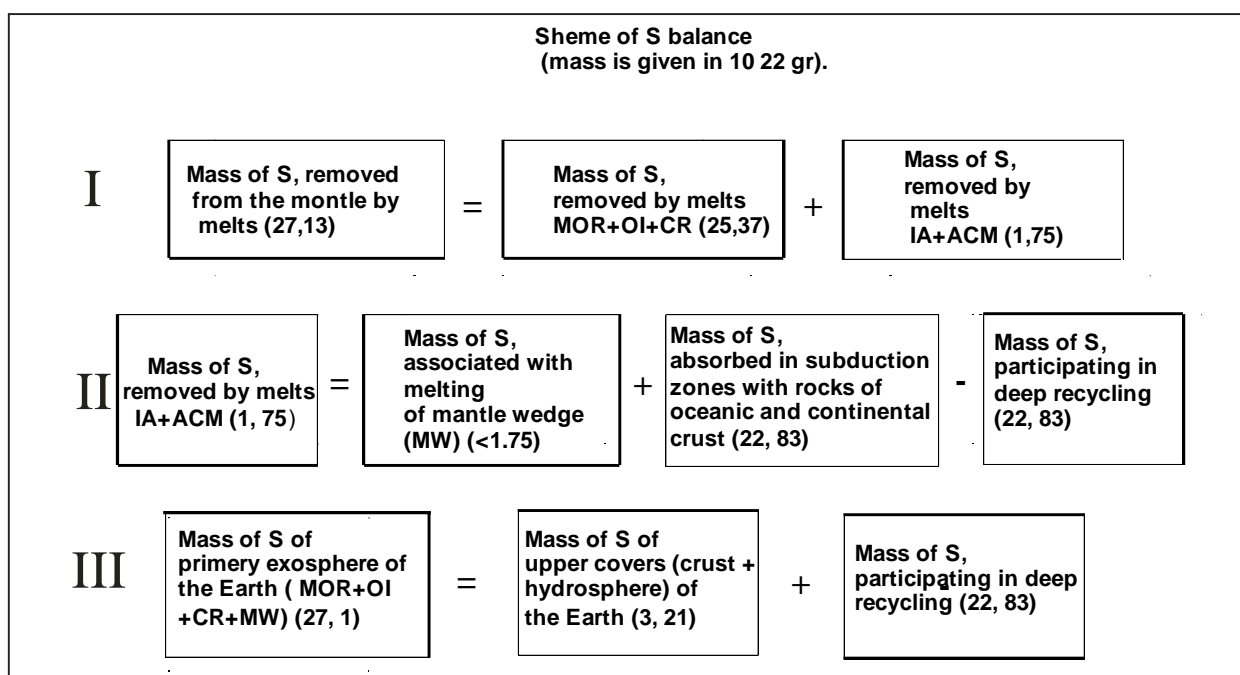 Sheme of S balance
(mass is given in 10 22 gr).
I
Mass of S, removed
from the montle by
melts (27,13)
=
Mass of S,
removed by melts
MOR+OI+CR (25,37)
+
Mass of S,
removed by
melts
IA+ACM (1,75)
II
Mass of S,
removed by melts
IA+ACM (1, 75)
=
Mass of S,
associated with
melting
of mantle wedge
(MW) (<1.75)
+
Mass of S,
absorbed in subduction
zones with rocks of
oceanic and continental
crust (22, 83)
-
Mass of S,
participating in
deep recycling
(22, 83)
III
Mass of S of
primery exosphere of
the Earth ( MOR+OI
+CR+MW) (27, 1)
=
Mass of S of
upper covers (crust +
hydrosphere) of
the Earth (3, 21)
+
Mass of S,
participating in deep
recycling (22, 83)